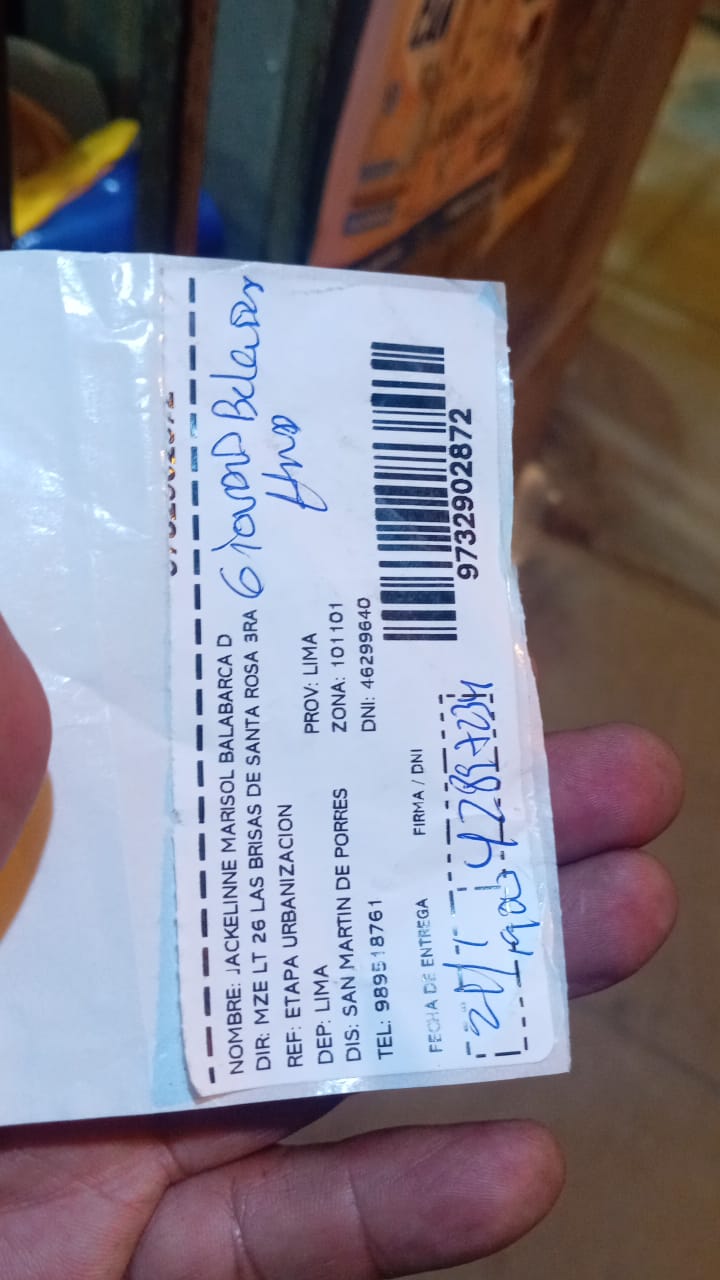 NOMBRE: JACKELINNE MARISOL BALABARCA D
DIR: MZE LT 26 LAS BRISAS DE SANTA ROSA 3RA
REF: ETAPA URBANIZACION
DEP: LIMA PROV: LIMA
DIS: SAN MARTIN DE PORRES ZONA: 101101
TEL: 989518761 DNI: 46299640
Giovana
FECHA DE ENTREGA FIRMA / DNI
9732902872